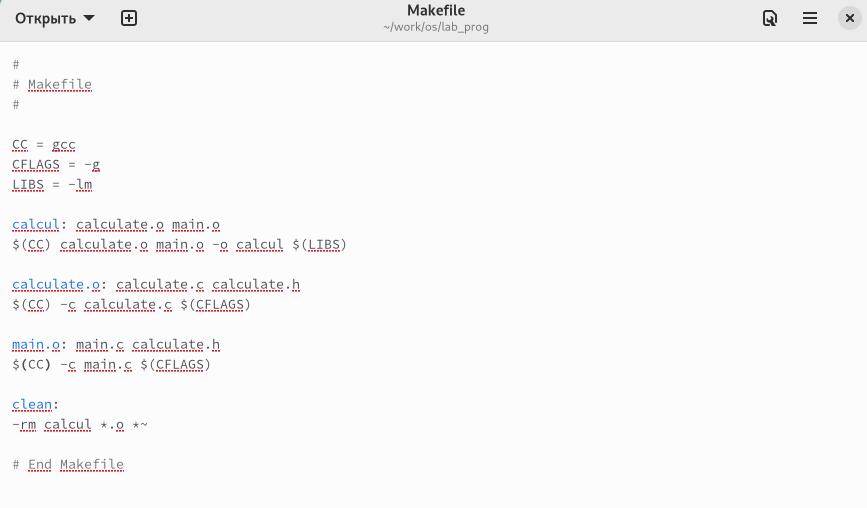 Открыть
Makefile
~/work/os/lab_prog
#
# Makefile
#
CC = gcc
CFLAGS = -g
LIBS = -lm
calcul: calculate.o main.o
$(CC) calculate.o main.o -o calcul $(LIBS)
calculate.o: calculate.c calculate.h
$(CC) -c calculate.c $(CFLAGS)
main.o: main.c calculate.h
$(CC) -c main.c $(CFLAGS)
clean:
-rm calcul *.o *~
# End Makefile